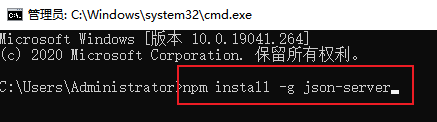 管理员: C:\Windows\system32\cmd.exe
Microsoft Windows [版本 10.0.19041.264]
(c) 2020 Microsoft Corporation. 保留所有权利。
C:\Users\Administrator>npm install -g json-server_